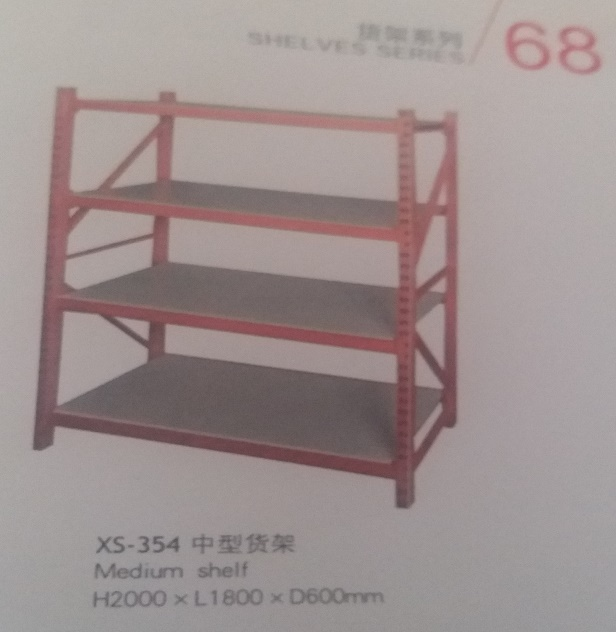 货架系列
SHELVES SERIES
68
XS-354 中型货架
Medium shelf
H2000 × L1800 × D600mm